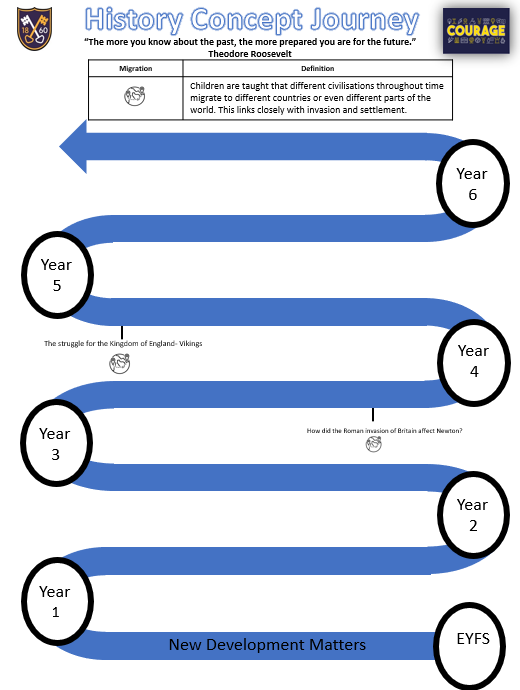 18 60
History Concept Journey
COURAGE
“The more you know about the past, the more prepared you are for the future.”
Theodore Roosevelt
Migration
Definition
Children are taught that different civilisations throughout time
migrate to different countries or even different parts of the
world. This links closely with invasion and settlement.
Year
6
Year
5
The struggle for the Kingdom of England- Vikings
Year
4
How did the Roman invasion of Britain affect Newton?
Year
3
Year
2
Year
1
New Development Matters
EYFS